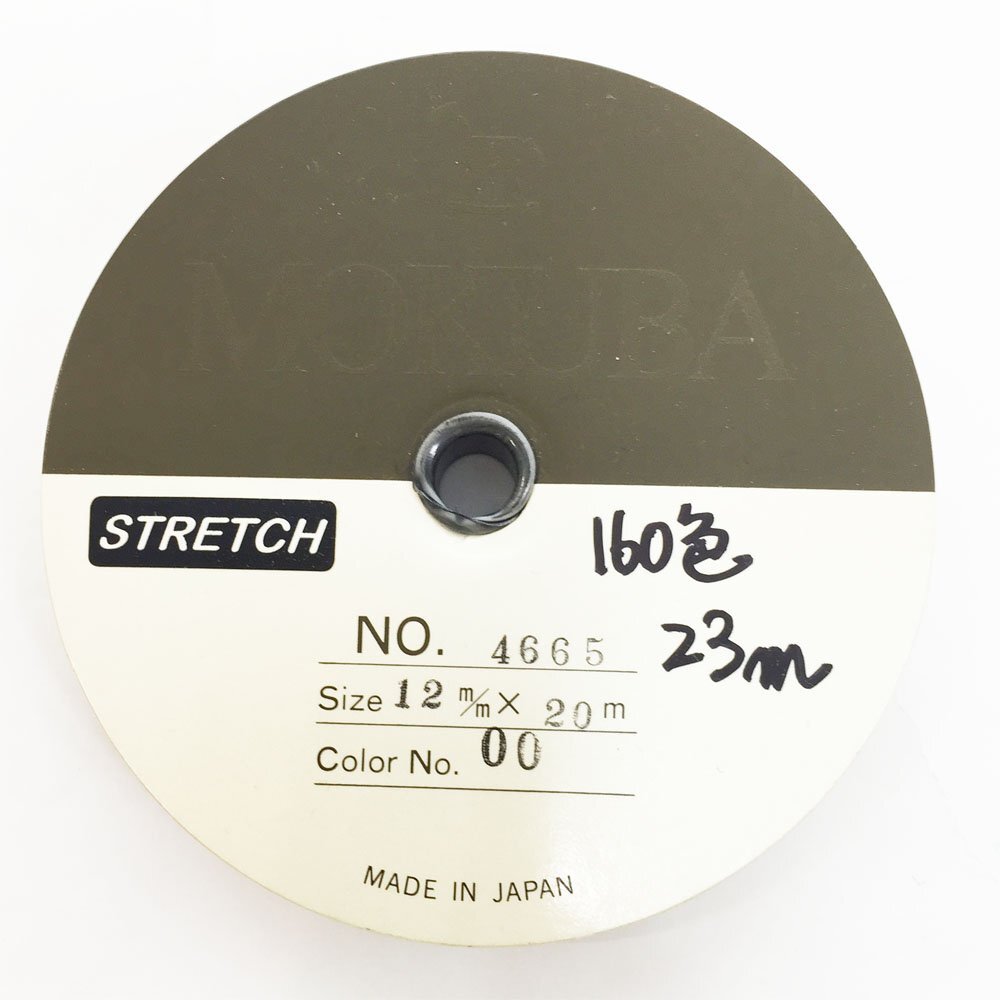 MOKUBA
STRETCH
160色
NO. 4665
23m
Size 12 m/m × 20 m
Color No. 00
MADE IN JAPAN